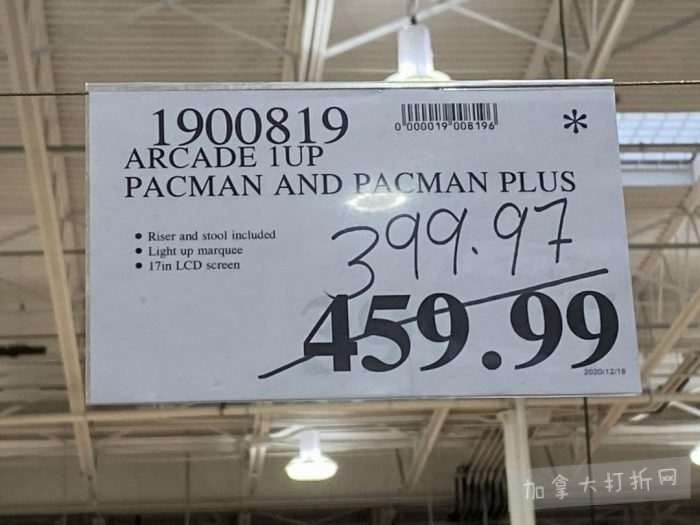 1900819
0 000019 008196
*
ARCADE 1UP
PACMAN AND PACMAN PLUS
• Riser and stool included
• Light up marquee
• 17in LCD screen
399.97
459.99
2020/12/18
加拿大打折网